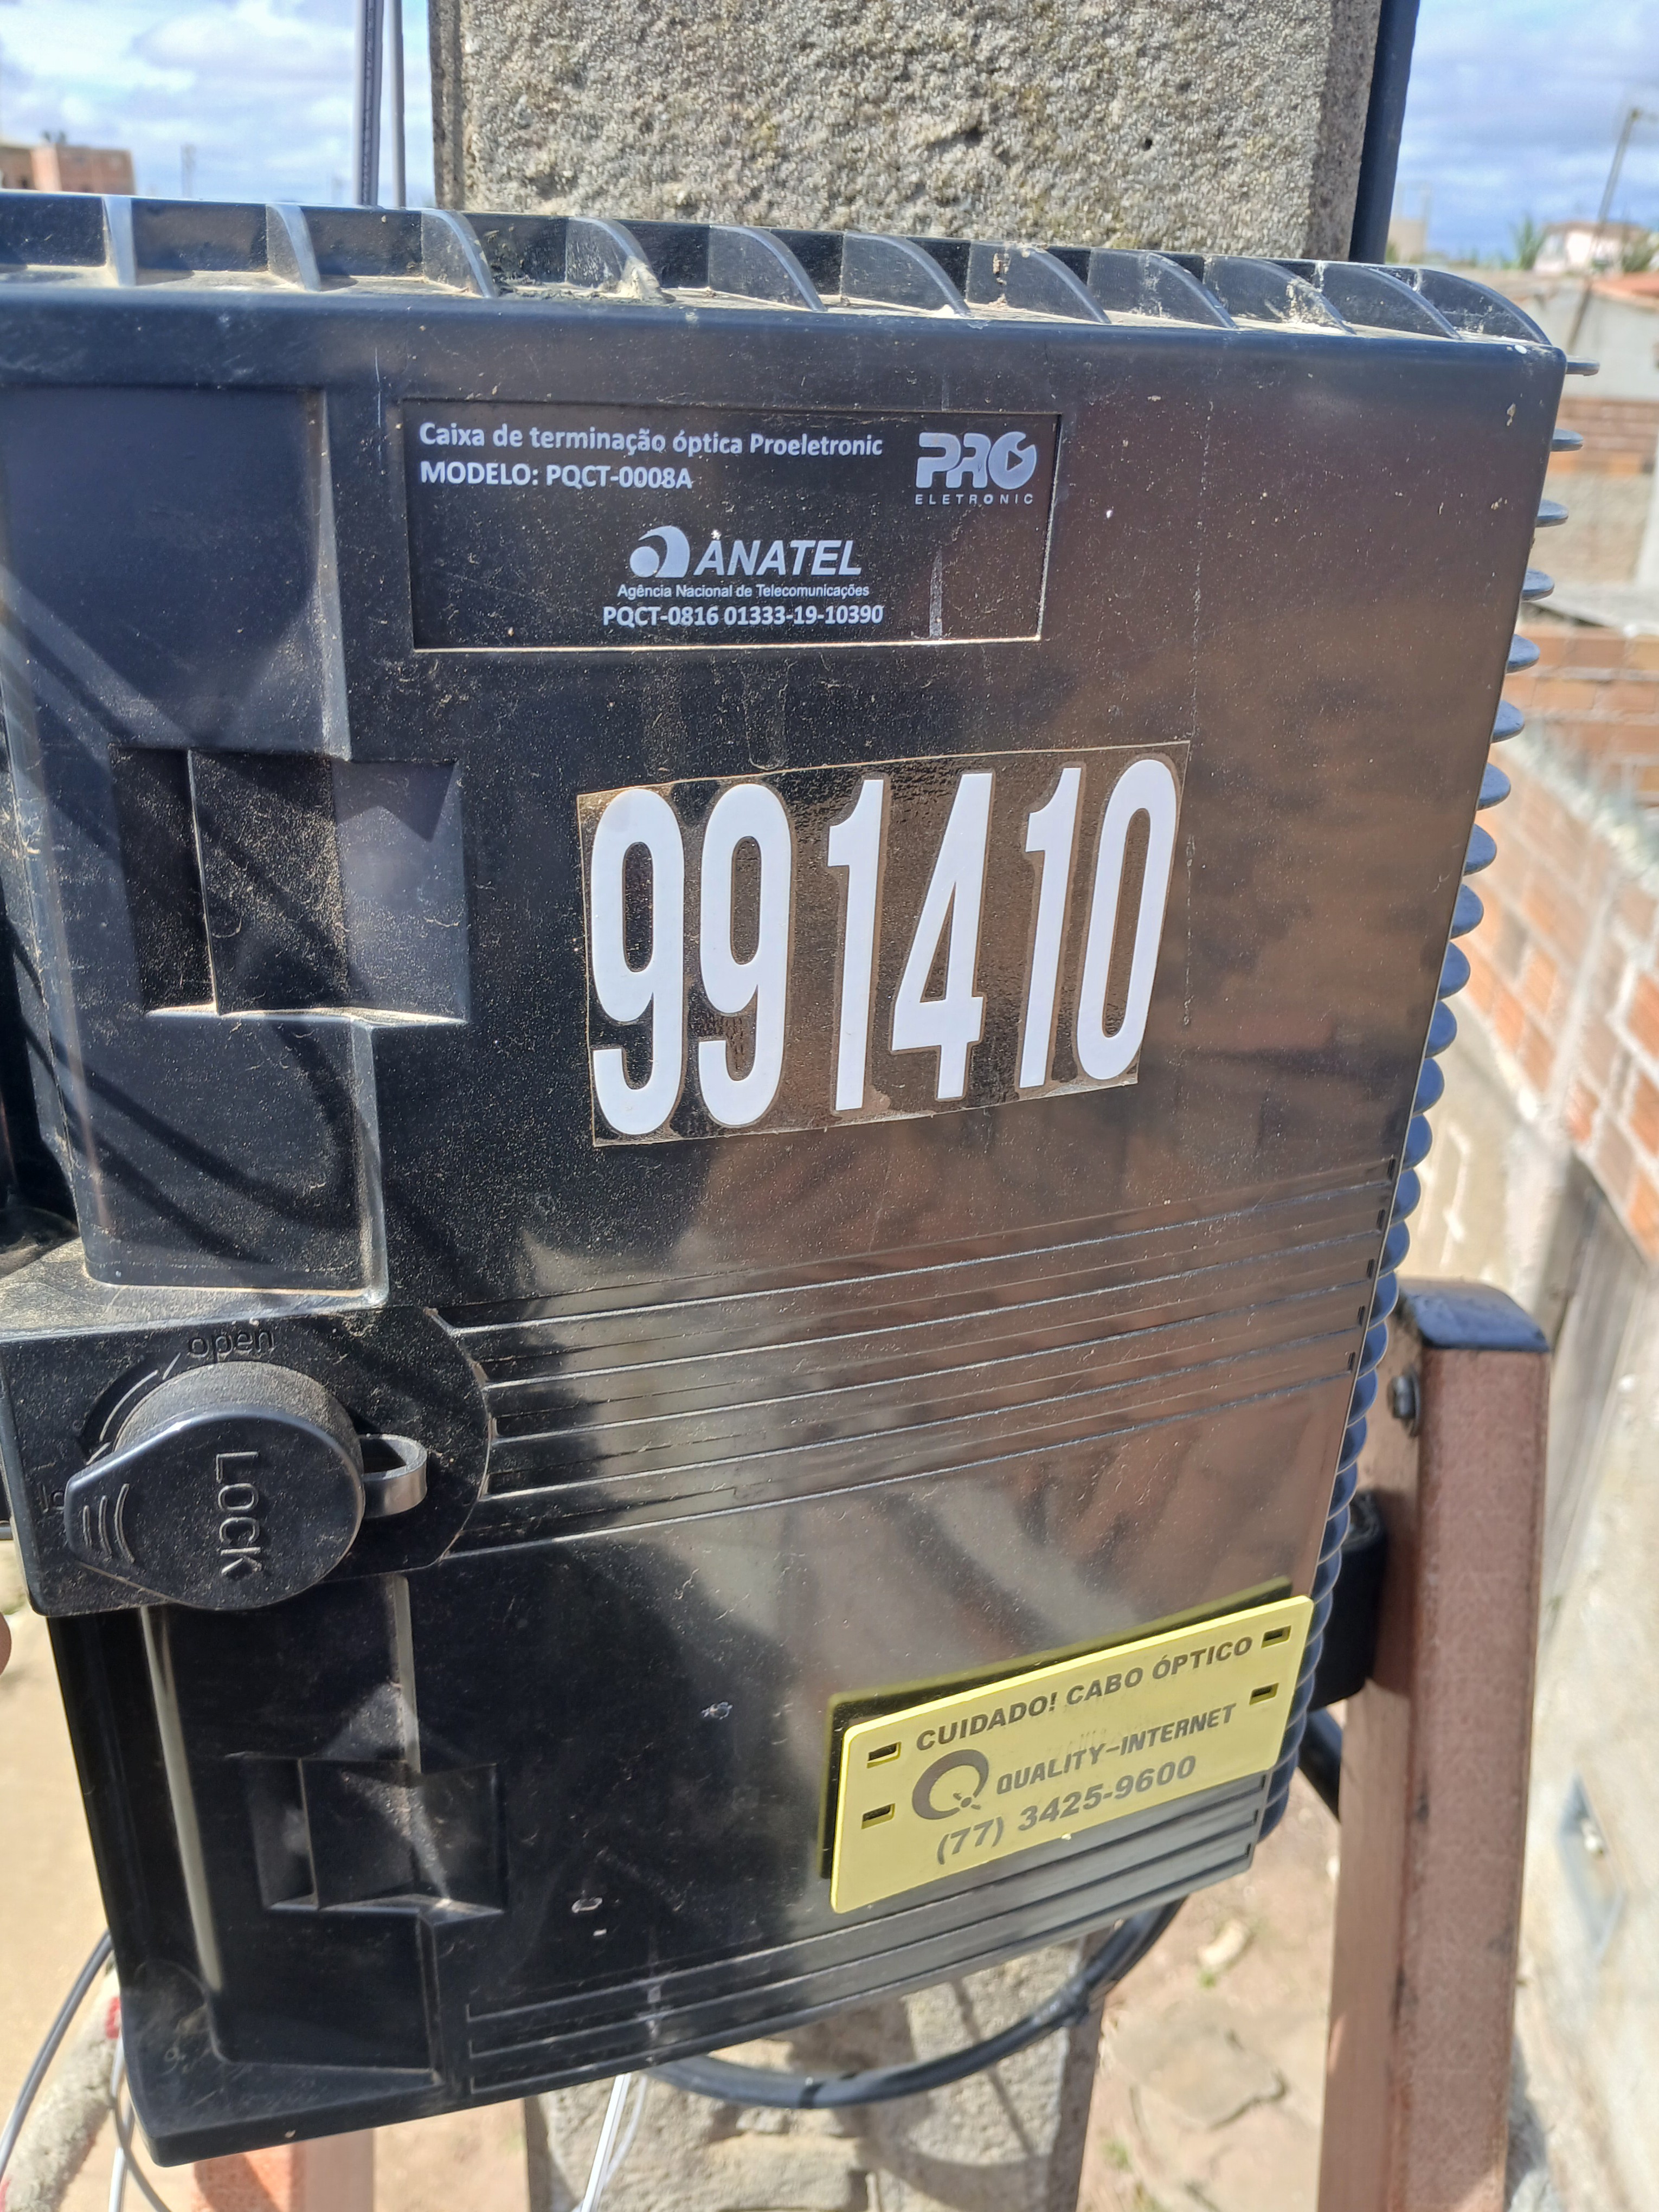 Caixa de terminação óptica Proeletronic
MODELO: PQCT-0008A
PRO
ELETRONIC
ANATEL
Agência Nacional de Telecomunicações
PQCT-0816 01333-19-10390
991410
open
LOCK
CUIDADO! CABO ÓPTICO
QUALITY-INTERNET
(77) 3425-9600